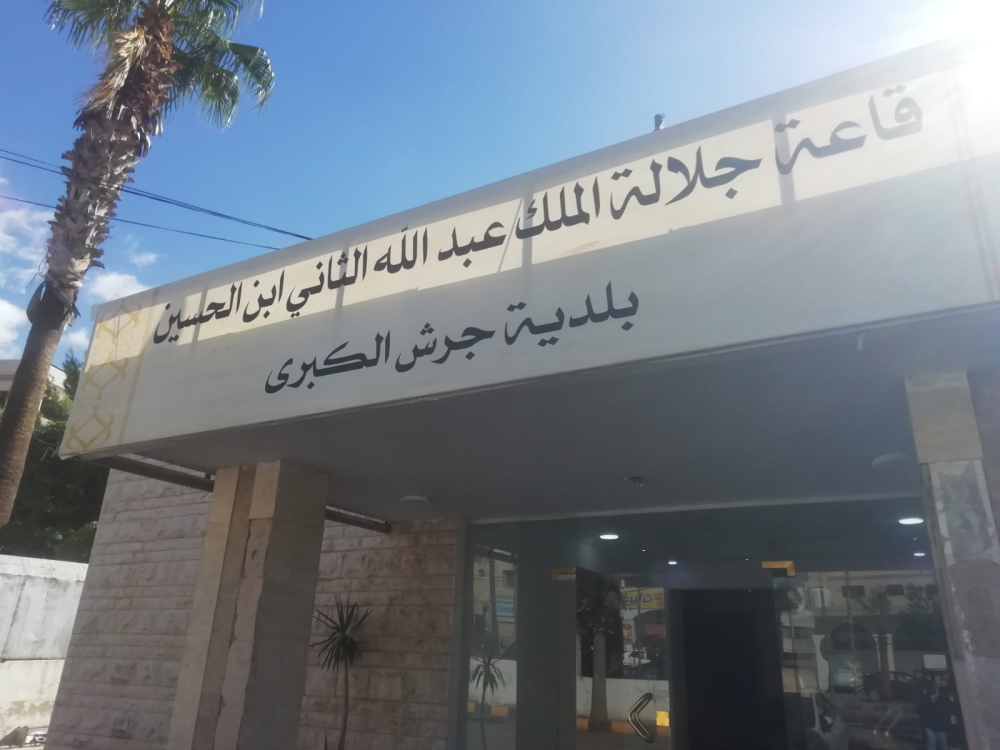 قاعة جلالة الملك عبد الله الثاني ابن الحسين
بلدية جرش الكبرى